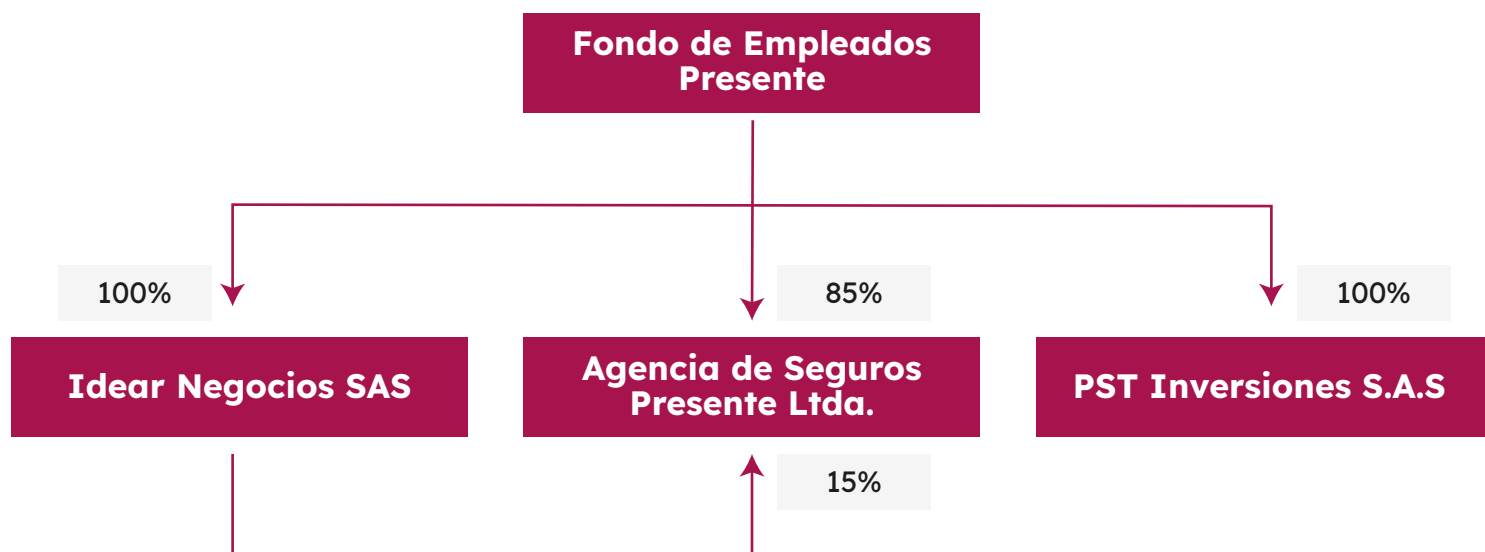 Fondo de Empleados
Presente
100%
85%
100%
Idear Negocios SAS
Agencia de Seguros
Presente Ltda.
PST Inversiones S.A.S
15%